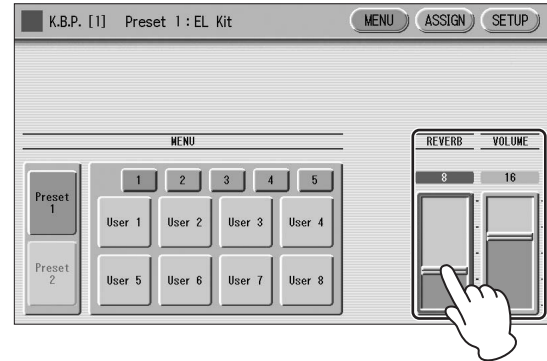 K.B.P. [1] Preset 1 : EL Kit MENU ASSIGN SETUP
MENU
REVERB VOLUME
8 16
1 2 3 4 5
Preset 1
User 1 User 2 User 3 User 4
Preset 2
User 5 User 6 User 7 User 8